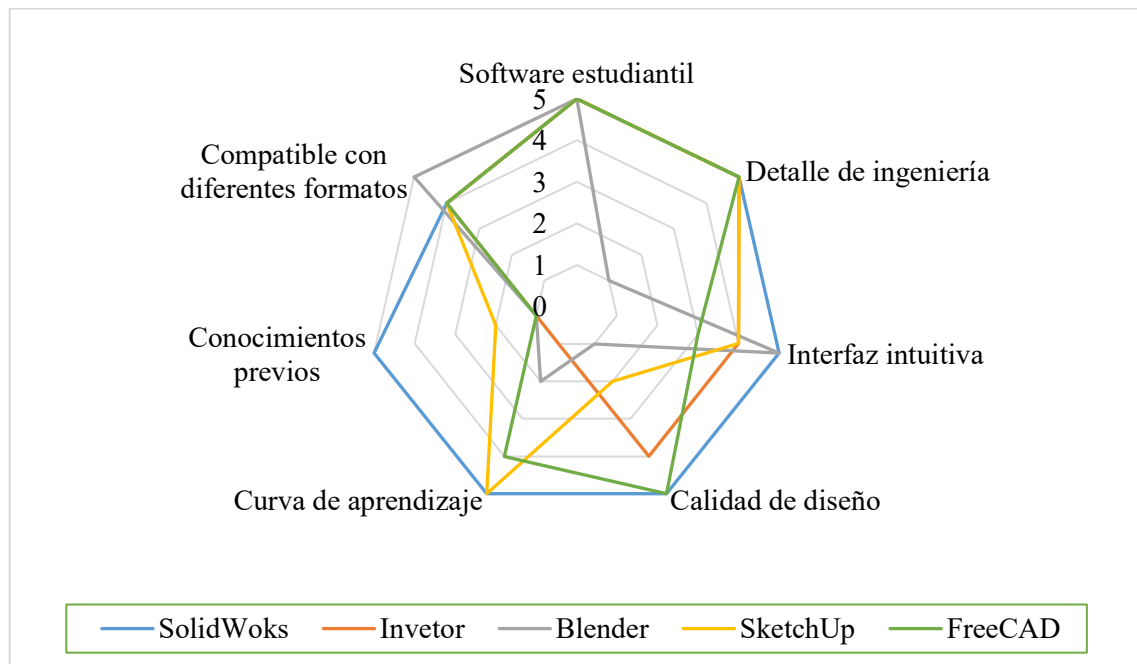 Software estudiantil
5
4
3
2
1
0
Detalle de ingeniería
Interfaz intuitiva
Calidad de diseño
Curva de aprendizaje
Conocimientos
previos
Compatible con
diferentes formatos
SolidWoks
Invetor
Blender
SketchUp
FreeCAD